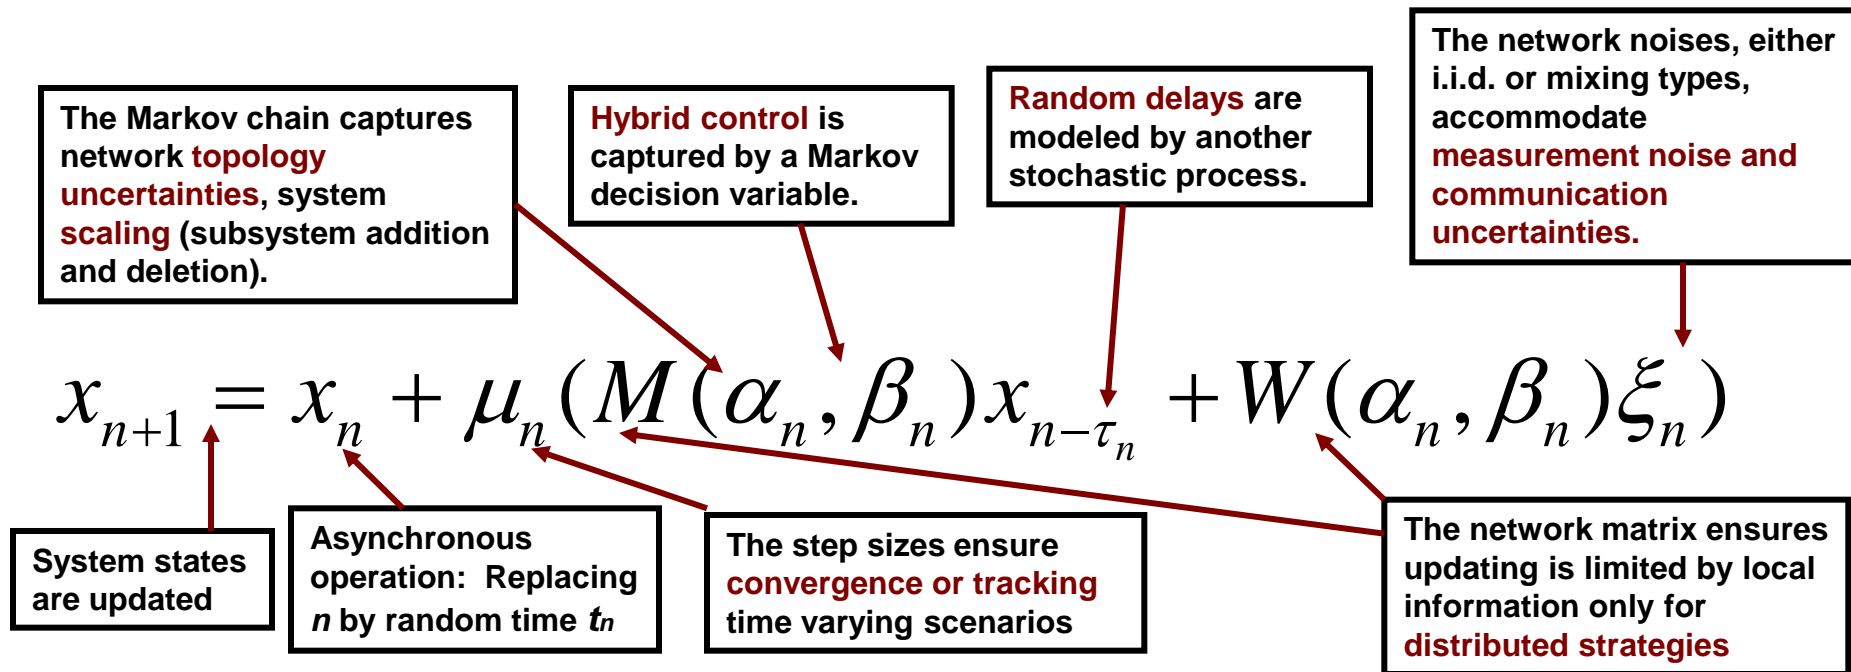 The network noises, either
i.i.d. or mixing types,
accommodate
measurement noise and
communication
uncertainties.
The Markov chain captures
network topology
uncertainties, system
scaling (subsystem addition
and deletion).
Hybrid control is
captured by a Markov
decision variable.
Random delays are
modeled by another
stochastic process.
x_{n+1} = x_n + μ_n(M(α_n, β_n)x_{n-τ_n} + W(α_n, β_n)ξ_n)
System states
are updated
Asynchronous
operation: Replacing
n by random time tn
The step sizes ensure
convergence or tracking
time varying scenarios
The network matrix ensures
updating is limited by local
information only for
distributed strategies